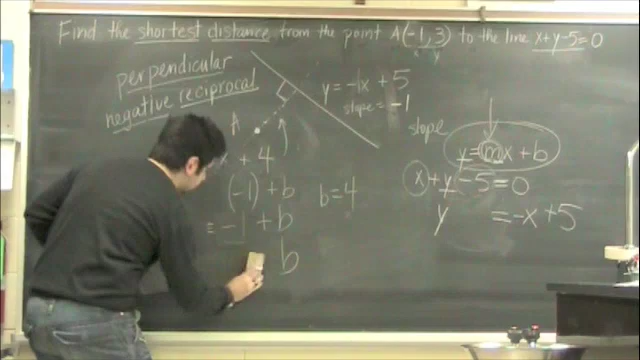 Find the shortest distance from the point A(-1, 3) to the line x+y-5=0
x y
perpendicular
negative reciprocal
y = -1x + 5
slope = -1
A
slope
y = mx + b
+ 4
(-1) + b
b = 4
x + y - 5 = 0
= -1 + b
y = -x + 5
b